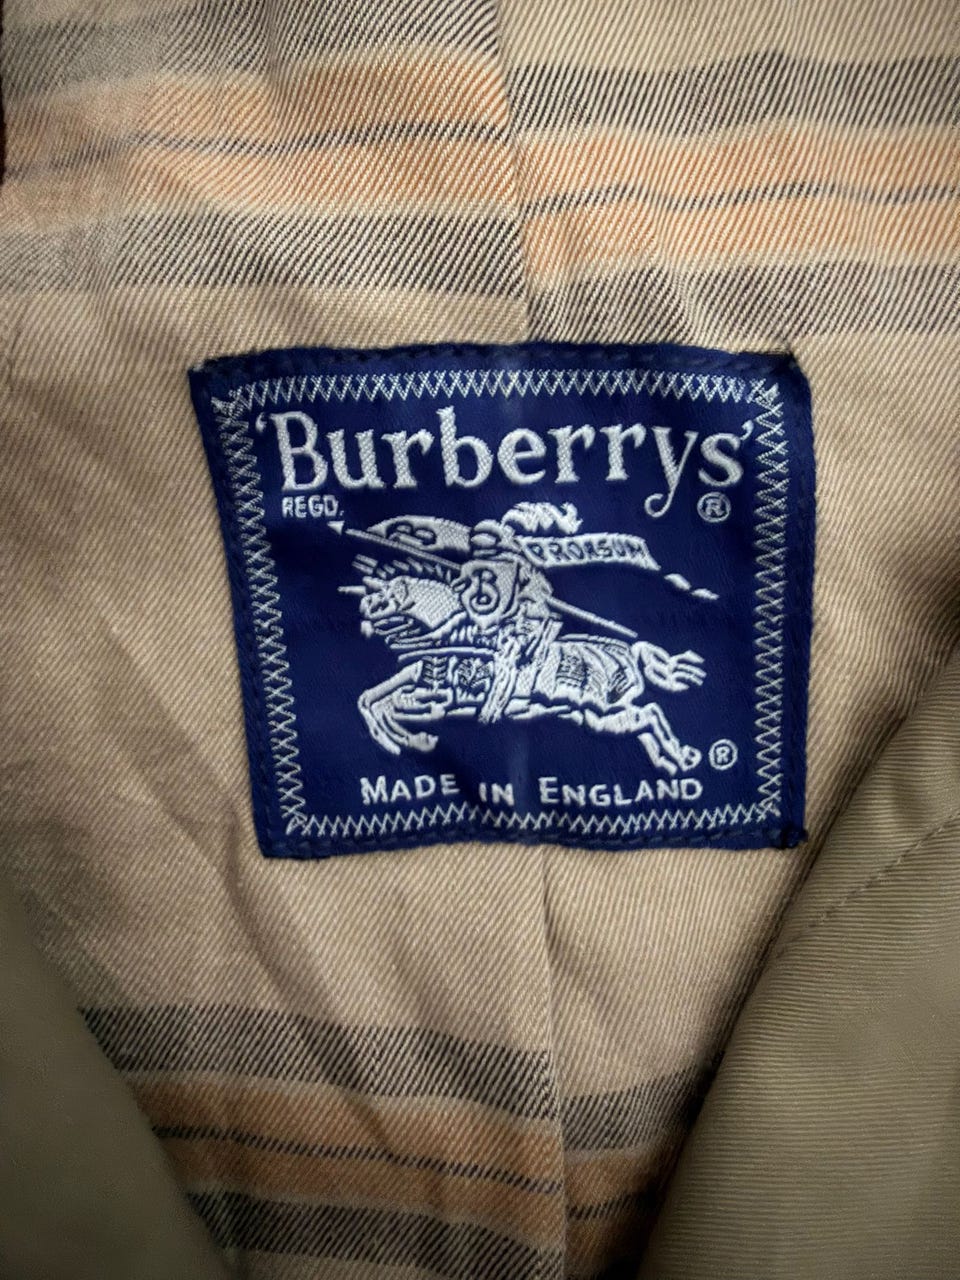 'Burberrys'
REGD. ®
B PRORSUM
B
®
MADE IN ENGLAND